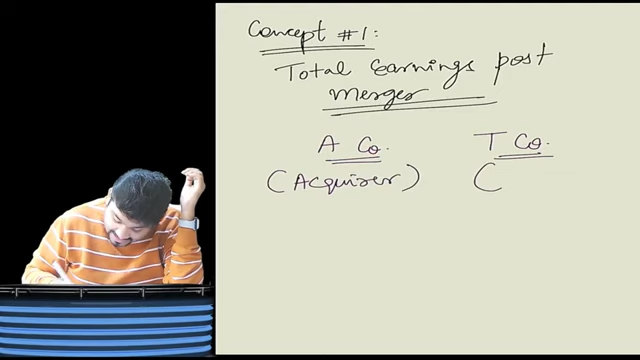 Concept #1:
Total Earnings post
Merger
A Co. T Co.
(Acquirer) (